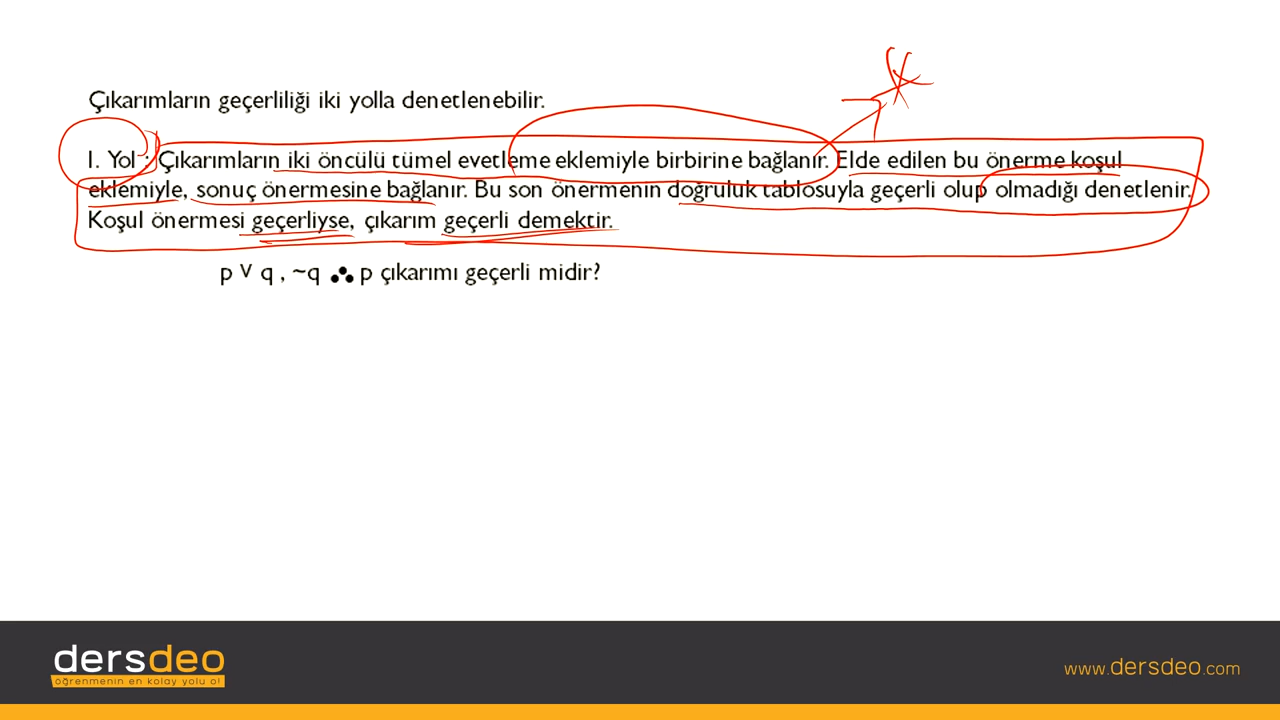 Çıkarımların geçerliliği iki yolla denetlenebilir.
I. Yol : Çıkarımların iki öncülü tümel evetleme eklemiyle birbirine bağlanır. Elde edilen bu önerme koşul
eklemiyle, sonuç önermesine bağlanır. Bu son önermenin doğruluk tablosuyla geçerli olup olmadığı denetlenir.
Koşul önermesi geçerliyse, çıkarım geçerli demektir.
p ∨ q , ~q ∴ p çıkarımı geçerli midir?
dersdeo
öğrenmenin en kolay yolu o!
www.dersdeo.com